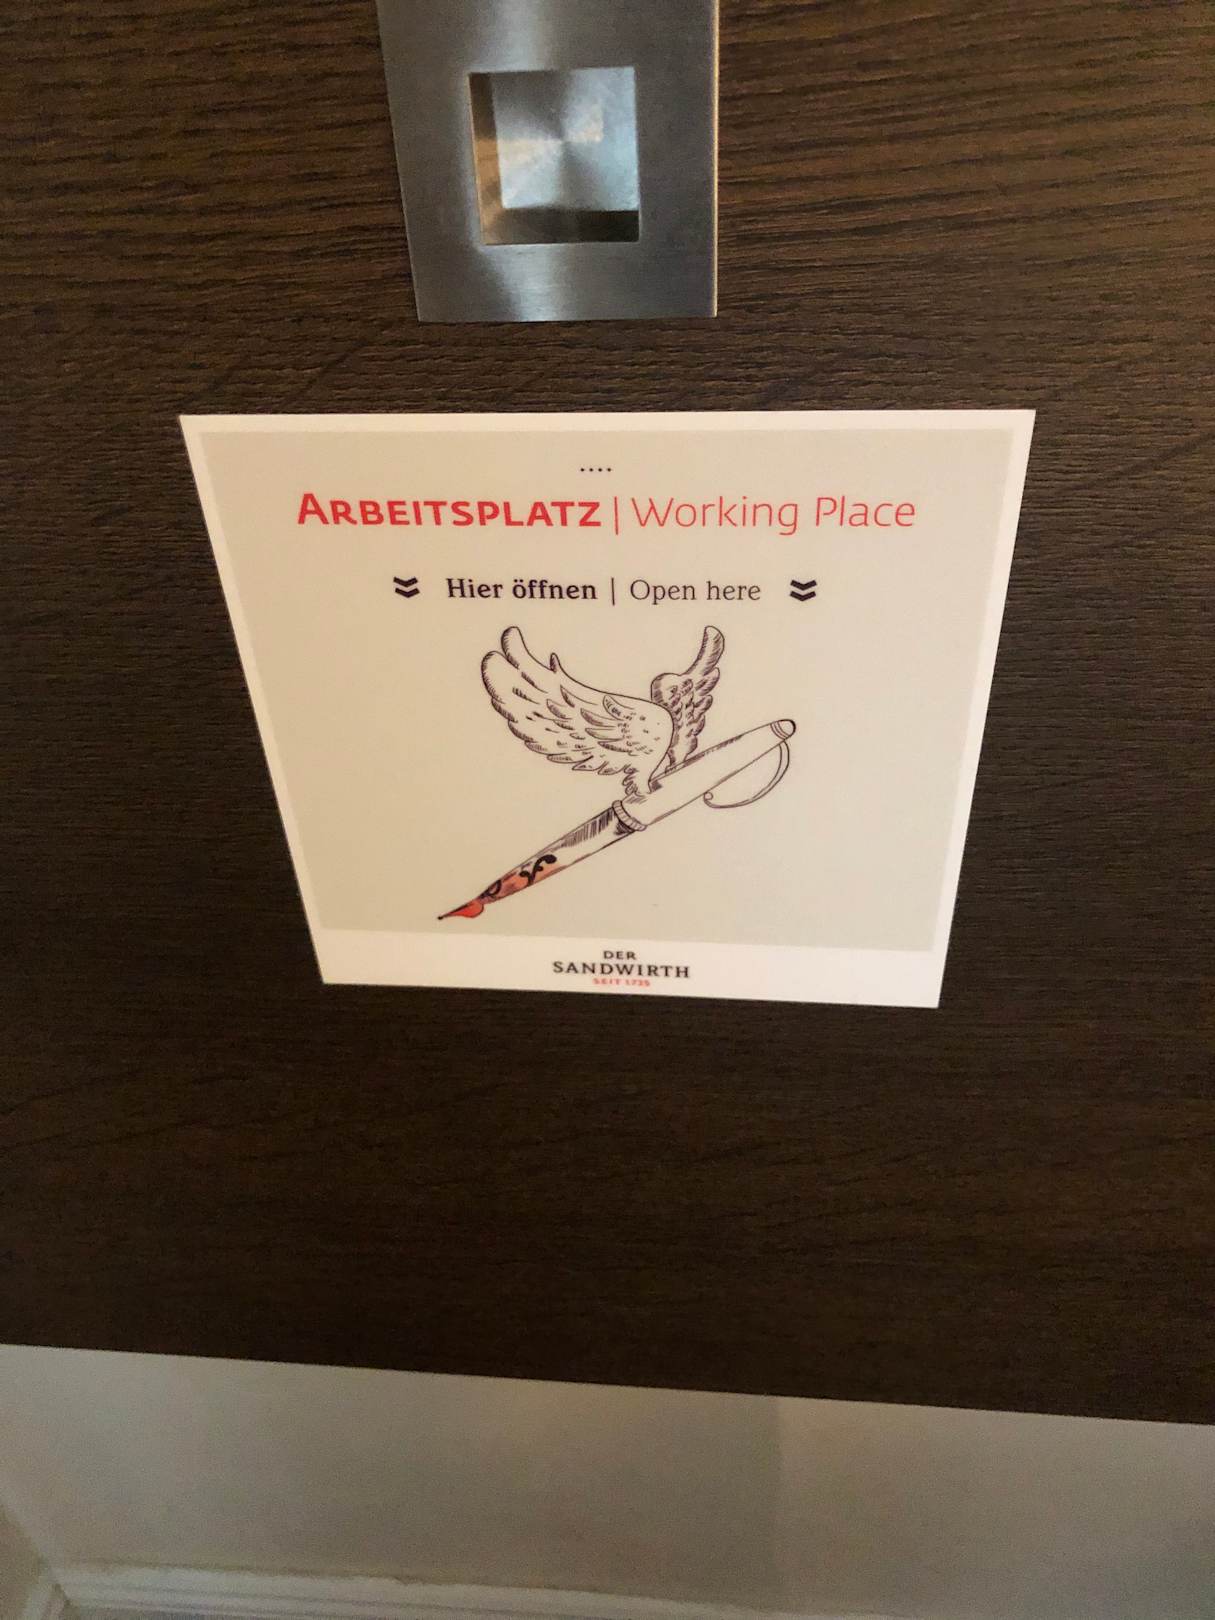 ARBEITSPLATZ | Working Place
Hier öffnen | Open here
DER
SANDWIRTH
SEIT 1735